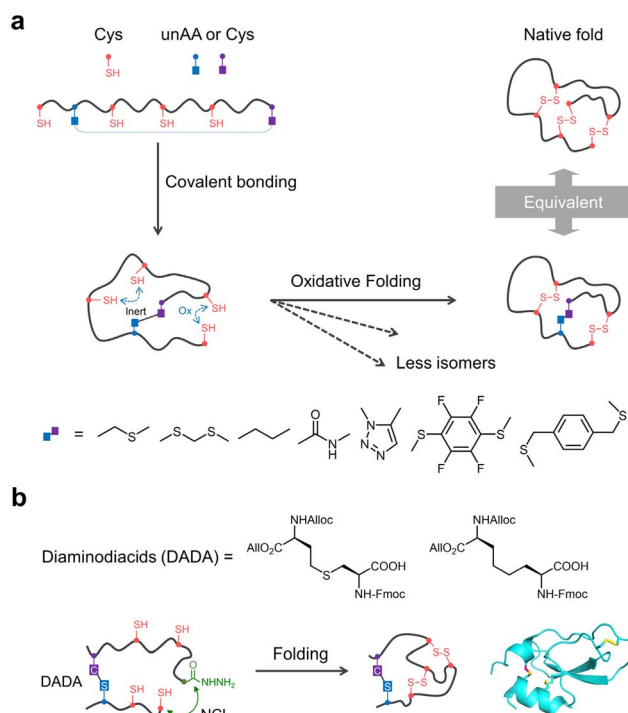 a
Cys
unAA or Cys
Native fold
SH
SH SH SH SH
S-S
S-S
S-S
Covalent bonding
Equivalent
SH
SH
Inert
Ox
SH
SH
Oxidative Folding
Less isomers
S-S
S-S
=
S
S S
O
N
H
N
N=N
F F
S
S
F F
S
S
b
Diaminodiacids (DADA) =
NHAlloc
AllO₂C
S
COOH
NH-Fmoc
NHAlloc
AllO₂C
COOH
NH-Fmoc
SH SH
O
NHNH₂
DADA
C
S
SH SH
Folding
C
S
S-S
S-S